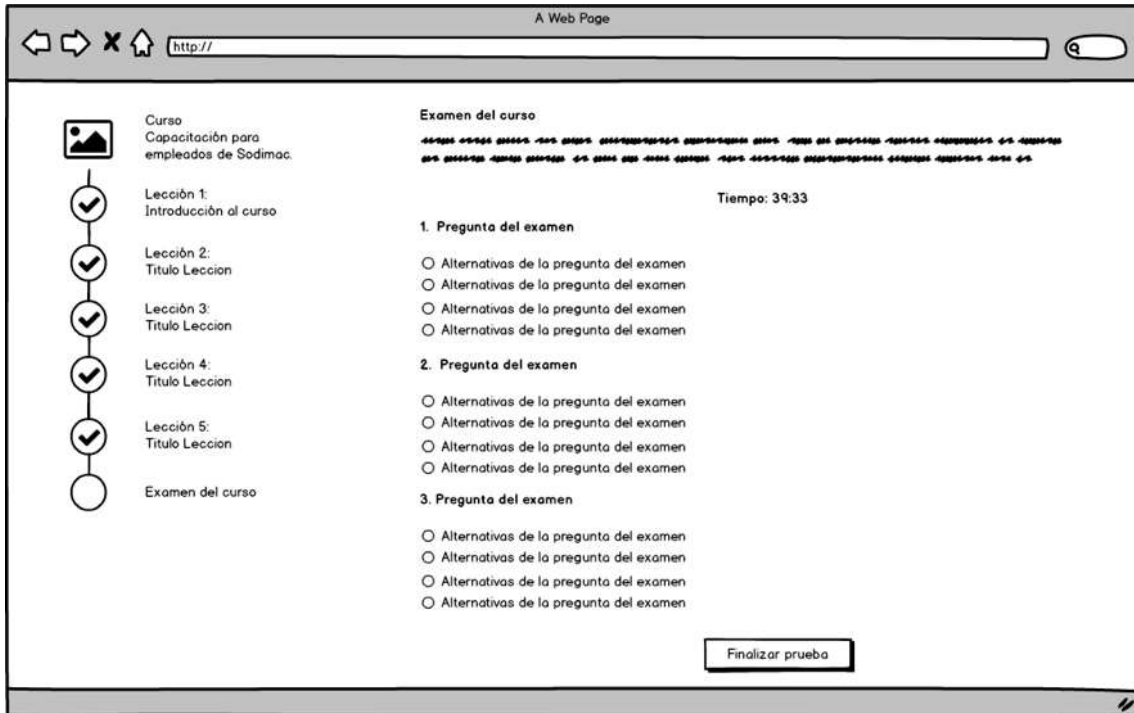 A Web Page
http://
Curso
Capacitación para
empleados de Sodimac.
Lección 1:
Introducción al curso
Lección 2:
Titulo Leccion
Lección 3:
Titulo Leccion
Lección 4:
Titulo Leccion
Lección 5:
Titulo Leccion
Examen del curso
Examen del curso
Tiempo: 39:33
1. Pregunta del examen
Alternativas de la pregunta del examen
Alternativas de la pregunta del examen
Alternativas de la pregunta del examen
Alternativas de la pregunta del examen
2. Pregunta del examen
Alternativas de la pregunta del examen
Alternativas de la pregunta del examen
Alternativas de la pregunta del examen
Alternativas de la pregunta del examen
3. Pregunta del examen
Alternativas de la pregunta del examen
Alternativas de la pregunta del examen
Alternativas de la pregunta del examen
Alternativas de la pregunta del examen
Finalizar prueba